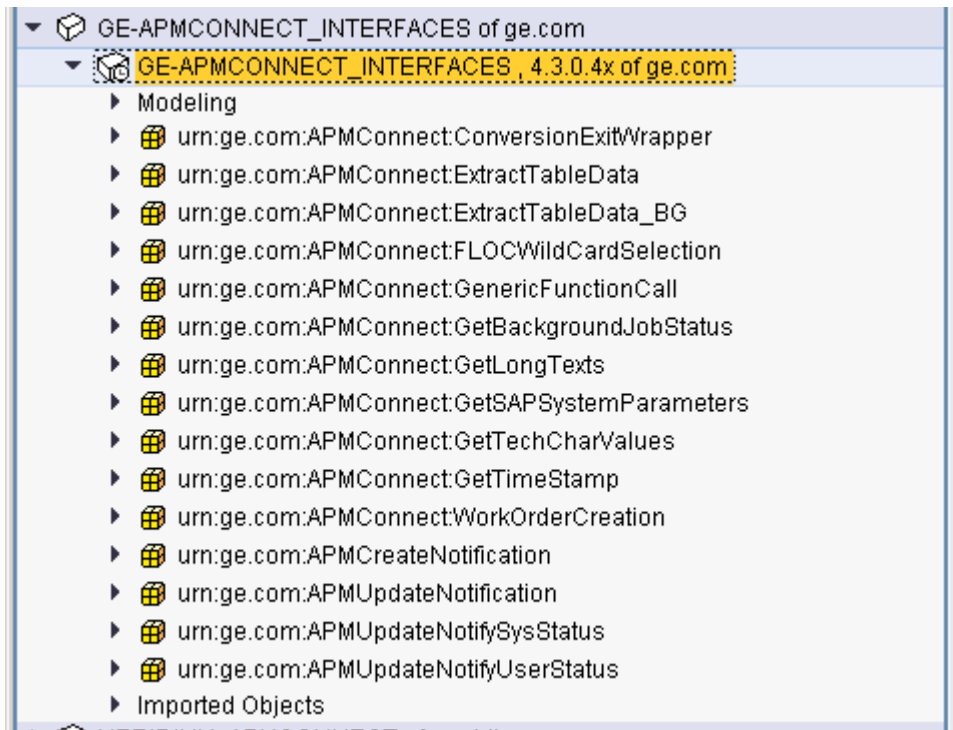 GE-APMCONNECT_INTERFACES of ge.com
GE-APMCONNECT_INTERFACES , 4.3.0.4x of ge.com
Modeling
urn:ge.com:APMConnect:ConversionExitWrapper
urn:ge.com:APMConnect:ExtractTableData
urn:ge.com:APMConnect:ExtractTableData_BG
urn:ge.com:APMConnect:FLOCWildCardSelection
urn:ge.com:APMConnect:GenericFunctionCall
urn:ge.com:APMConnect:GetBackgroundJobStatus
urn:ge.com:APMConnect:GetLongTexts
urn:ge.com:APMConnect:GetSAPSystemParameters
urn:ge.com:APMConnect:GetTechCharValues
urn:ge.com:APMConnect:GetTimeStamp
urn:ge.com:APMConnect:WorkOrderCreation
urn:ge.com:APMCreateNotification
urn:ge.com:APMUpdateNotification
urn:ge.com:APMUpdateNotifySysStatus
urn:ge.com:APMUpdateNotifyUserStatus
Imported Objects